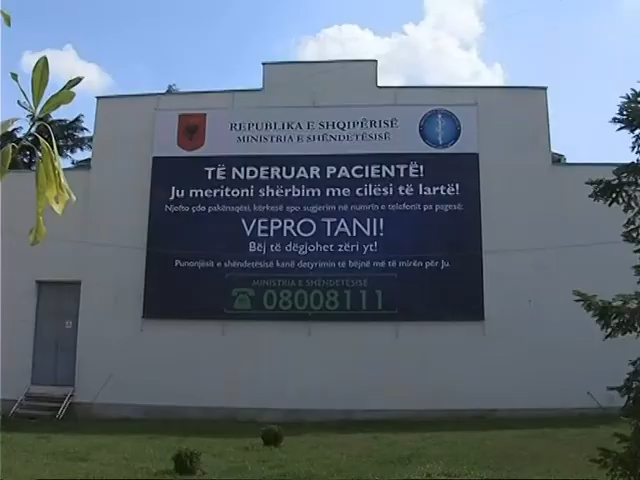 REPUBLIKA E SHQIPËRISË
MINISTRIA E SHËNDETËSISË
TË NDERUAR PACIENTË!
Ju meritoni shërbim me cilësi të lartë!
Njofto çdo pakënaqësi, kërkesë apo sugjerim në numrin e telefonit pa pagesë:
VEPRO TANI!
Bëj të dëgjohet zëri yt!
Punonjësit e shëndetësisë kanë detyrimin të bëjnë më të mirën për Ju.
MINISTRIA E SHËNDETËSISË
08008111